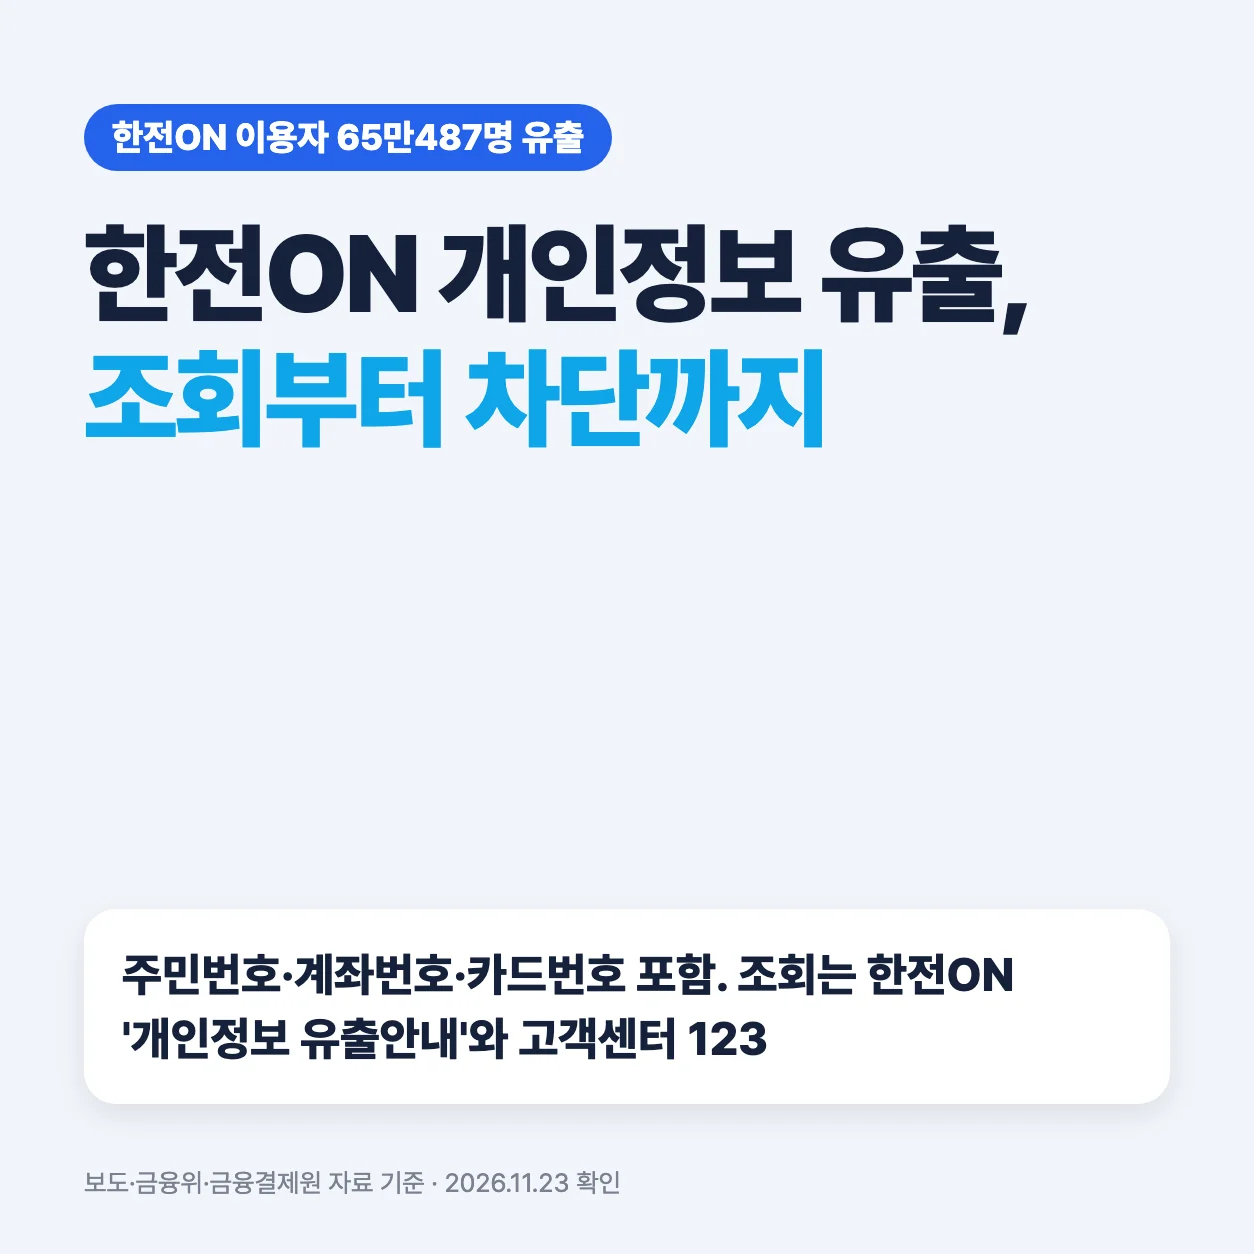 한전ON 이용자 65만487명 유출
한전ON 개인정보 유출,
조회부터 차단까지
주민번호·계좌번호·카드번호 포함. 조회는 한전ON
'개인정보 유출안내'와 고객센터 123
보도·금융위·금융결제원 자료 기준 · 2026.11.23 확인